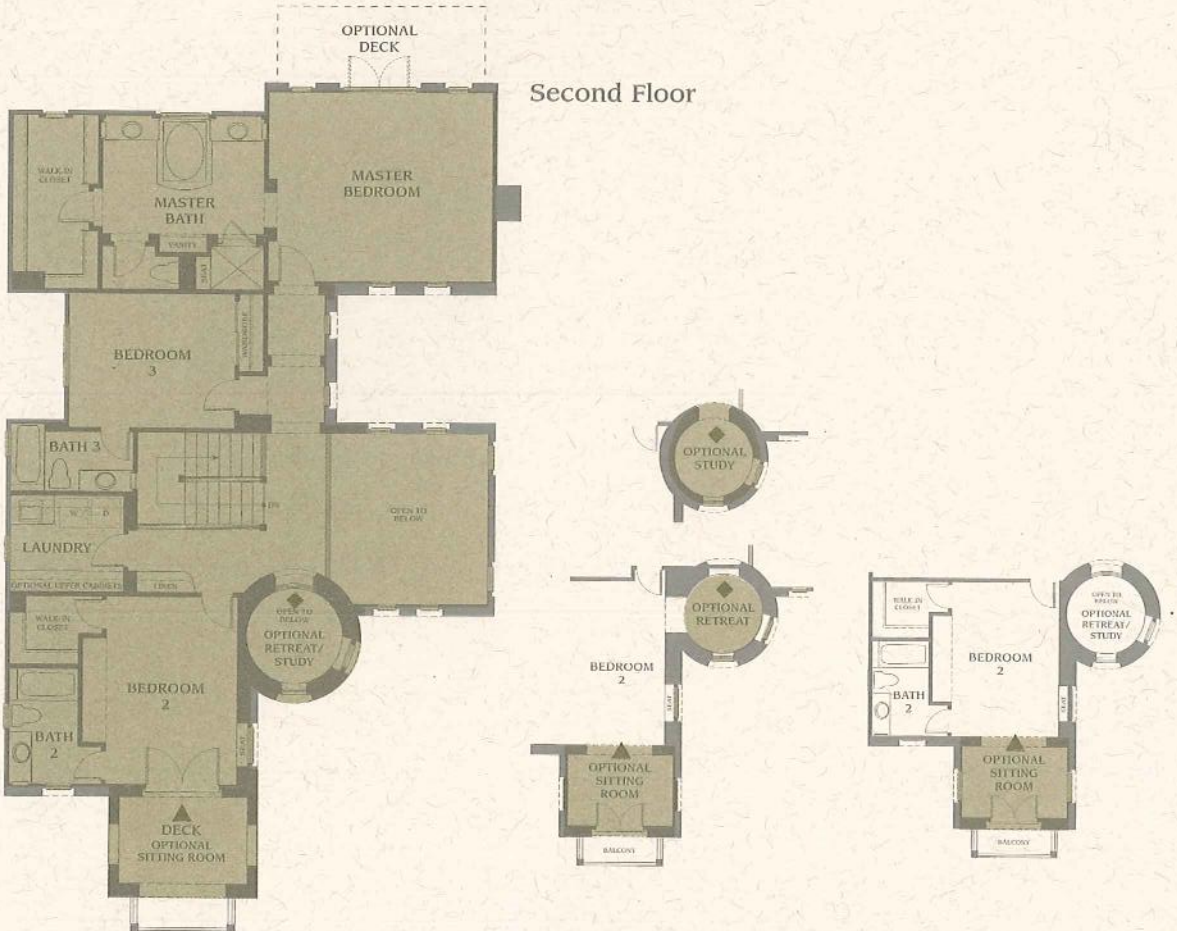 OPTIONAL
DECK
Second Floor
WALK-IN
CLOSET
MASTER
BATH
MASTER
BEDROOM
VANITY
SEAT
BEDROOM
3
WARDROBE
BATH 3
OPTIONAL
STUDY
DN
OPEN TO
BELOW
W D
LAUNDRY
OPTIONAL UPPER CABINETS
LINEN
WALK-IN
CLOSET
OPEN TO
BELOW
OPTIONAL
RETREAT/
STUDY
BEDROOM
2
BATH
2
SEAT
DECK
OPTIONAL
SITTING ROOM
OPTIONAL
RETREAT
BEDROOM
2
SEAT
OPTIONAL
SITTING
ROOM
BALCONY
WALK-IN
CLOSET
OPEN TO
BELOW
OPTIONAL
RETREAT/
STUDY
BEDROOM
2
BATH
2
SEAT
OPTIONAL
SITTING
ROOM
BALCONY